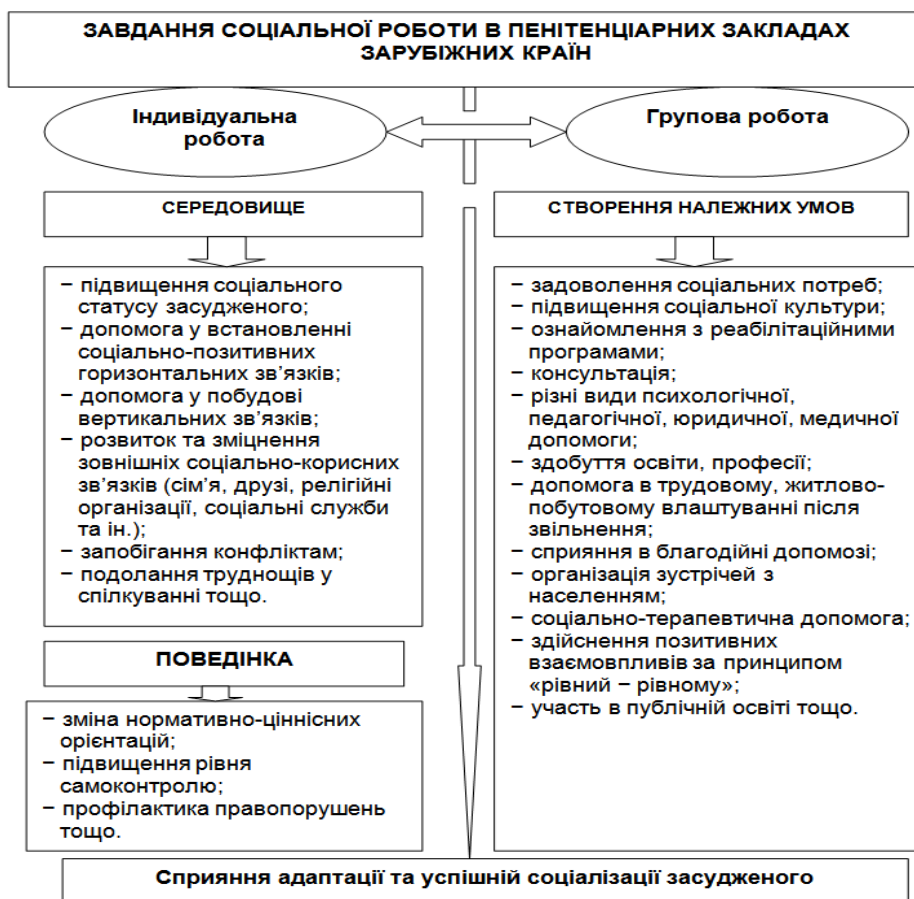 ЗАВДАННЯ СОЦІАЛЬНОЇ РОБОТИ В ПЕНІТЕНЦІАРНИХ ЗАКЛАДАХ
ЗАРУБІЖНИХ КРАЇН
Індивідуальна
робота
Групова робота
СЕРЕДОВИЩЕ
− підвищення соціального
статусу засудженого;
− допомога у встановленні
соціально-позитивних
горизонтальних зв’язків;
− допомога у побудові
вертикальних зв’язків;
− розвиток та зміцнення
зовнішніх соціально-корисних
зв’язків (сім’я, друзі, релігійні
організації, соціальні служби
та ін.);
− запобігання конфліктам;
− подолання труднощів у
спілкуванні тощо.
ПОВЕДІНКА
− зміна нормативно-ціннісних
орієнтацій;
− підвищення рівня
самоконтролю;
− профілактика правопорушень
тощо.
СТВОРЕННЯ НАЛЕЖНИХ УМОВ
− задоволення соціальних потреб;
− підвищення соціальної культури;
− ознайомлення з реабілітаційними
програмами;
− консультація;
− різні види психологічної,
педагогічної, юридичної, медичної
допомоги;
− здобуття освіти, професії;
− допомога в трудовому, житлово-
побутовому влаштуванні після
звільнення;
− сприяння в благодійні допомозі;
− організація зустрічей з
населенням;
− соціально-терапевтична допомога;
− здійснення позитивних
взаємовпливів за принципом
«рівний − рівному»;
− участь в публічній освіті тощо.
Сприяння адаптації та успішній соціалізації засудженого